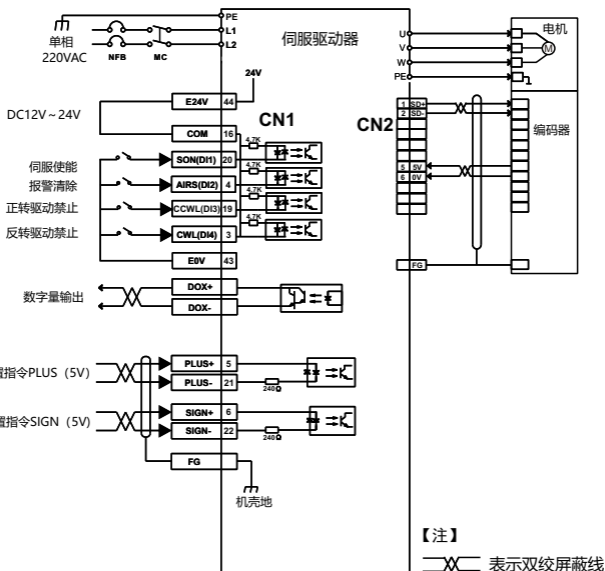 PE
单相
220VAC
NFB
MC
L1
L2
伺服驱动器
U
V
W
PE
电机
M
24V
DC12V~24V
E24V 44
COM 16
CN1
4.7K
伺服使能
SON(DI1) 20
4.7K
报警清除
AIRS(DI2) 4
4.7K
正转驱动禁止
CCWL(DI3) 19
4.7K
反转驱动禁止
CWL(DI4) 3
E0V 43
CN2
1 SD+
2 SD-
5 5V
6 0V
FG
编码器
数字量输出
DOX+
DOX-
置指令PLUS(5V)
PLUS+ 5
PLUS- 21
240Ω
置指令SIGN(5V)
SIGN+ 6
SIGN- 22
240Ω
FG
机壳地
【注】
表示双绞屏蔽线